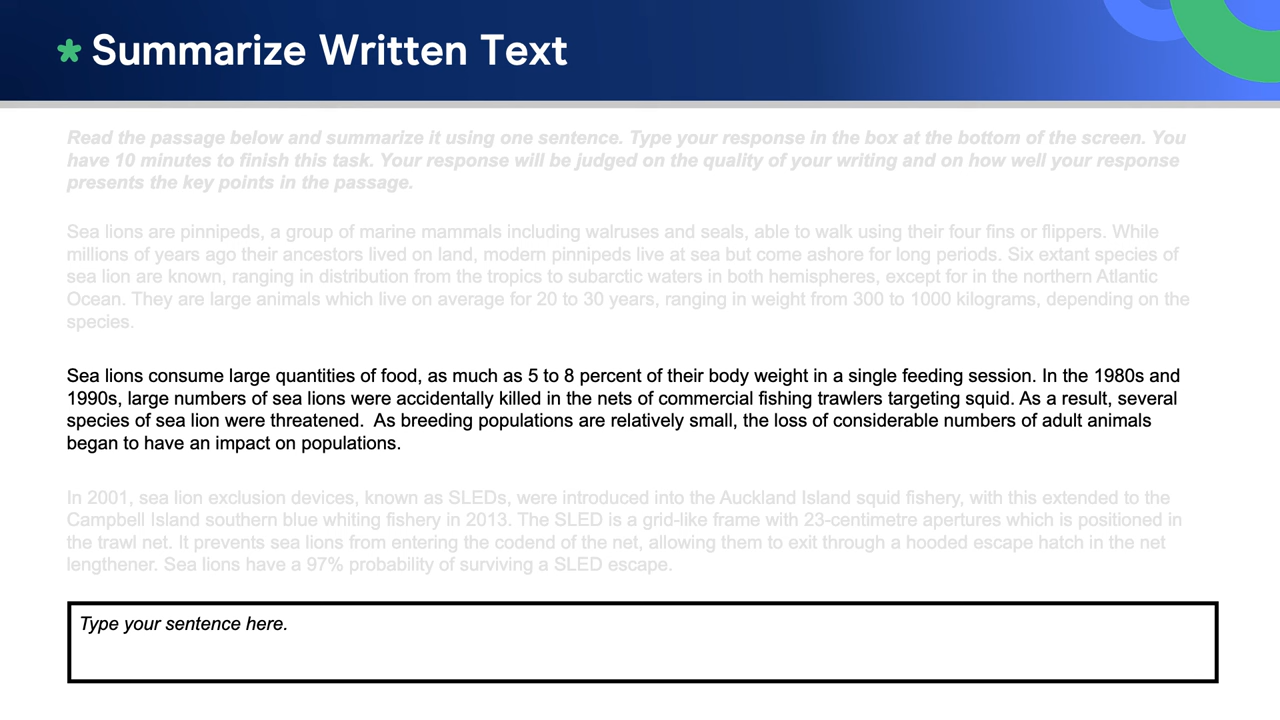 Summarize Written Text
Read the passage below and summarize it using one sentence. Type your response in the box at the bottom of the screen. You
have 10 minutes to finish this task. Your response will be judged on the quality of your writing and on how well your response
presents the key points in the passage.
Sea lions are pinnipeds, a group of marine mammals including walruses and seals, able to walk using their four fins or flippers. While
millions of years ago their ancestors lived on land, modern pinnipeds live at sea but come ashore for long periods. Six extant species of
sea lion are known, ranging in distribution from the tropics to subarctic waters in both hemispheres, except for in the northern Atlantic
Ocean. They are large animals which live on average for 20 to 30 years, ranging in weight from 300 to 1000 kilograms, depending on the
species.
Sea lions consume large quantities of food, as much as 5 to 8 percent of their body weight in a single feeding session. In the 1980s and
1990s, large numbers of sea lions were accidentally killed in the nets of commercial fishing trawlers targeting squid. As a result, several
species of sea lion were threatened.  As breeding populations are relatively small, the loss of considerable numbers of adult animals
began to have an impact on populations.
In 2001, sea lion exclusion devices, known as SLEDs, were introduced into the Auckland Island squid fishery, with this extended to the
Campbell Island southern blue whiting fishery in 2013. The SLED is a grid-like frame with 23-centimetre apertures which is positioned in
the trawl net. It prevents sea lions from entering the codend of the net, allowing them to exit through a hooded escape hatch in the net
lengthener. Sea lions have a 97% probability of surviving a SLED escape.
Type your sentence here.